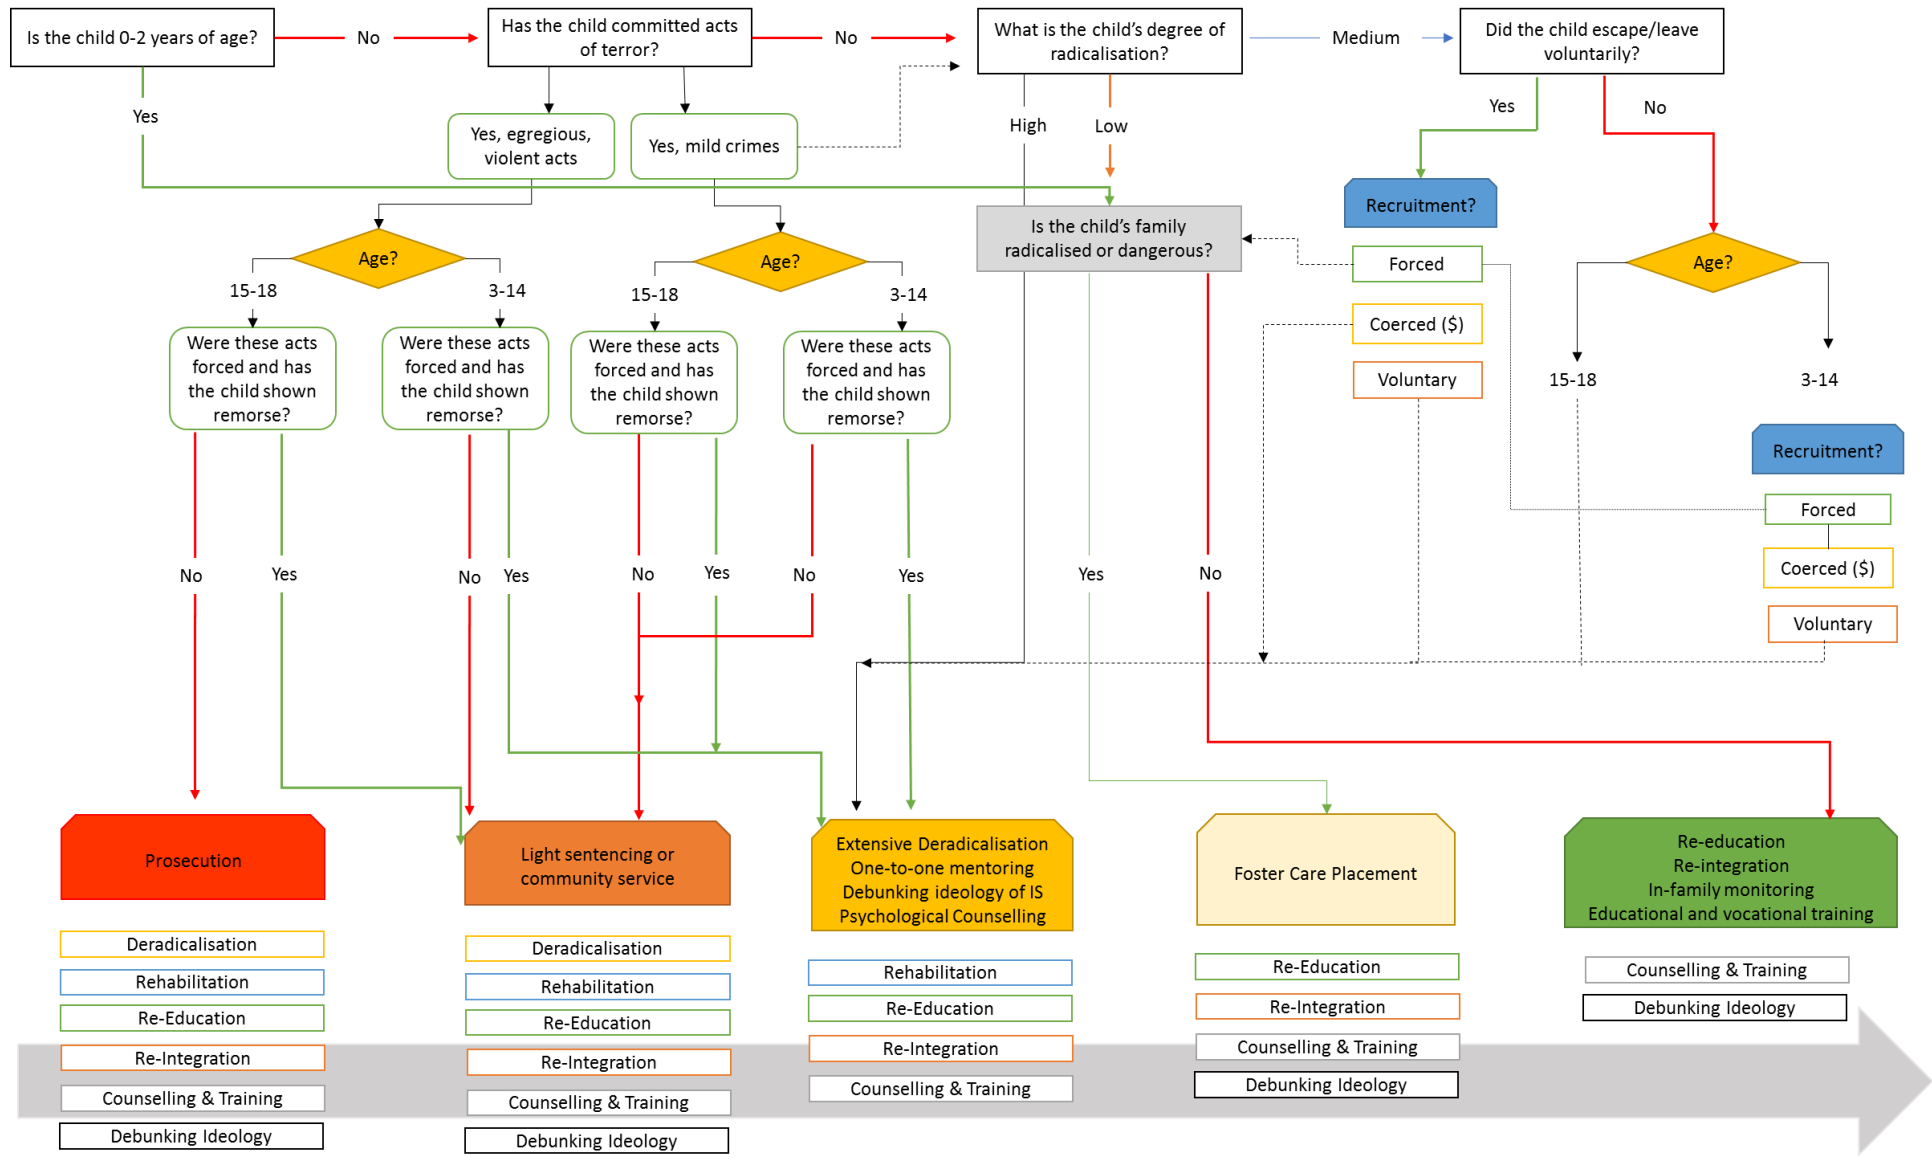 Is the child 0-2 years of age?
No
Has the child committed acts
of terror?
No
What is the child's degree of
radicalisation?
Medium
Did the child escape/leave
voluntarily?
Yes
Yes, egregious,
violent acts
Yes, mild crimes
High
Low
Yes
No
Recruitment?
Is the child's family
radicalised or dangerous?
Forced
Coerced ($)
Voluntary
Age?
15-18
3-14
Age?
15-18
3-14
Age?
15-18
3-14
Were these acts
forced and has
the child shown
remorse?
Were these acts
forced and has
the child shown
remorse?
Were these acts
forced and has
the child shown
remorse?
Were these acts
forced and has
the child shown
remorse?
Recruitment?
Forced
Coerced ($)
Voluntary
No
Yes
No
Yes
No
Yes
No
Yes
Yes
No
Prosecution
Light sentencing or
community service
Extensive Deradicalisation
One-to-one mentoring
Debunking ideology of IS
Psychological Counselling
Foster Care Placement
Re-education
Re-integration
In-family monitoring
Educational and vocational training
Deradicalisation
Rehabilitation
Re-Education
Re-Integration
Counselling & Training
Debunking Ideology
Deradicalisation
Rehabilitation
Re-Education
Re-Integration
Counselling & Training
Debunking Ideology
Rehabilitation
Re-Education
Re-Integration
Counselling & Training
Re-Education
Re-Integration
Counselling & Training
Debunking Ideology
Counselling & Training
Debunking Ideology